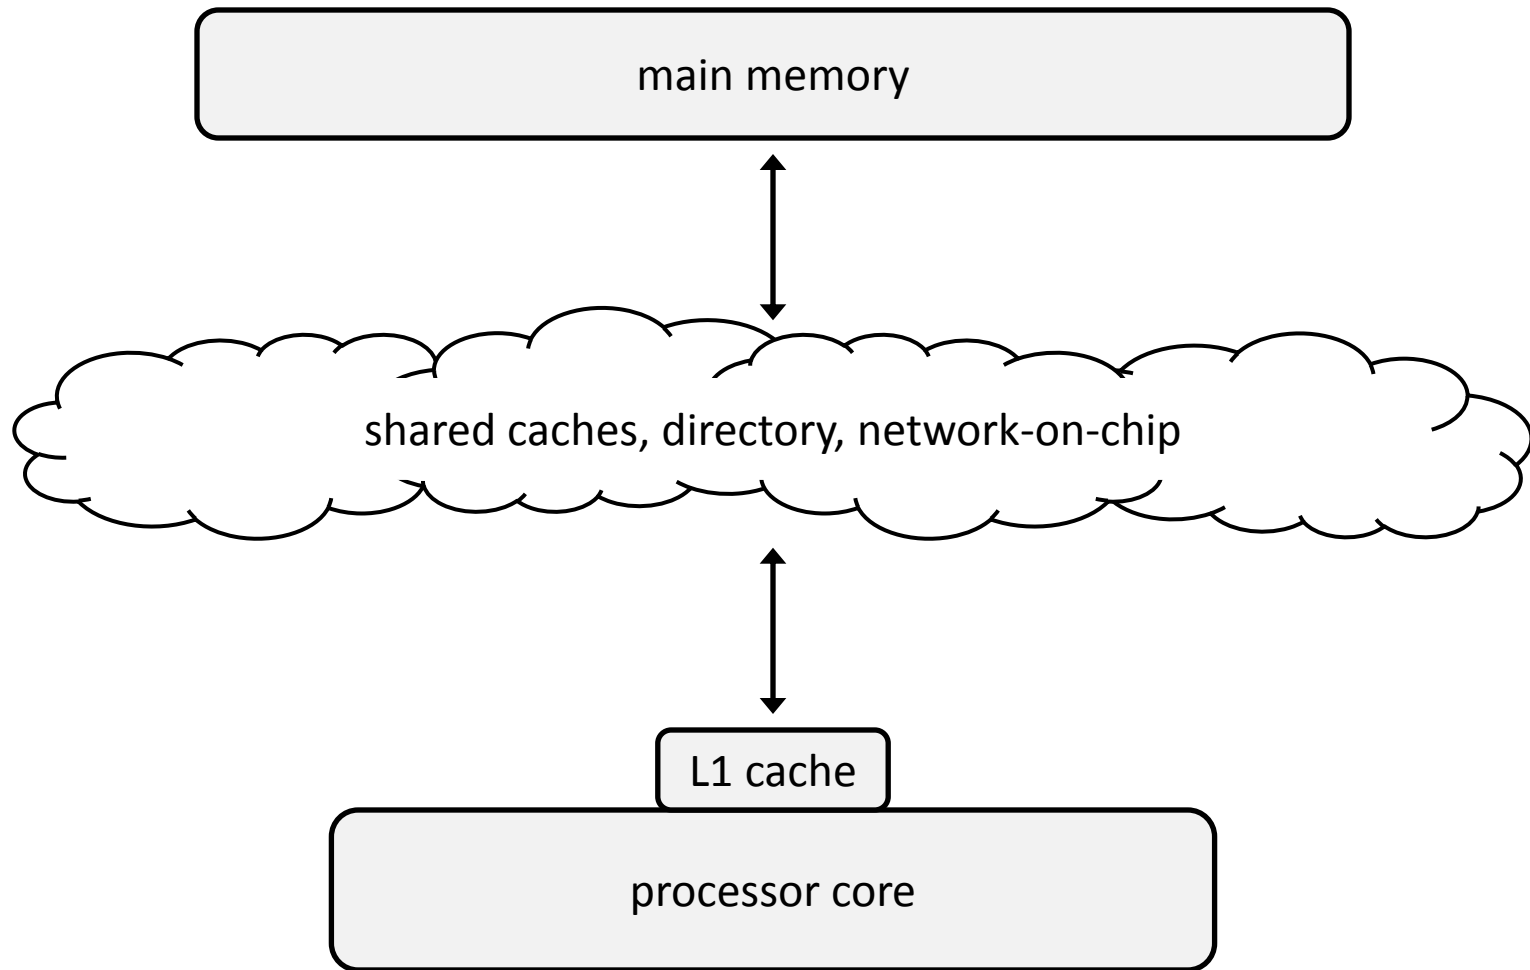 main memory
shared caches, directory, network-on-chip
L1 cache
processor core